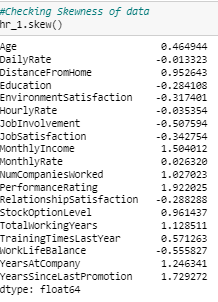 #Checking Skewness of data
hr_1.skew()
Age 0.464944
DailyRate -0.013323
DistanceFromHome 0.952643
Education -0.284108
EnvironmentSatisfaction -0.317401
HourlyRate -0.035354
JobInvolvement -0.507594
JobSatisfaction -0.342754
MonthlyIncome 1.504012
MonthlyRate 0.026320
NumCompaniesWorked 1.027023
PerformanceRating 1.922025
RelationshipSatisfaction -0.288288
StockOptionLevel 0.961437
TotalWorkingYears 1.128511
TrainingTimesLastYear 0.571263
WorkLifeBalance -0.555827
YearsAtCompany 1.246341
YearsSinceLastPromotion 1.729272
dtype: float64